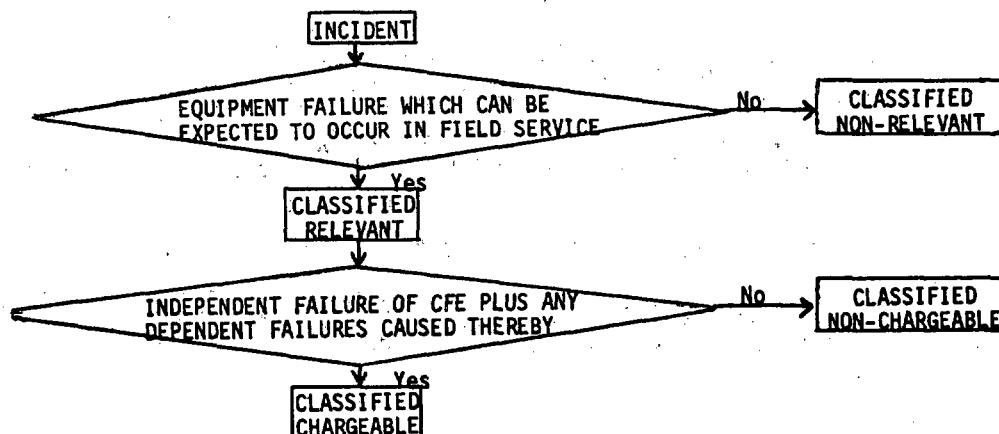 INCIDENT
EQUIPMENT FAILURE WHICH CAN BE
EXPECTED TO OCCUR IN FIELD SERVICE
No
CLASSIFIED
NON-RELEVANT
Yes
CLASSIFIED
RELEVANT
INDEPENDENT FAILURE OF CFE PLUS ANY
DEPENDENT FAILURES CAUSED THEREBY
No
CLASSIFIED
NON-CHARGEABLE
Yes
CLASSIFIED
CHARGEABLE